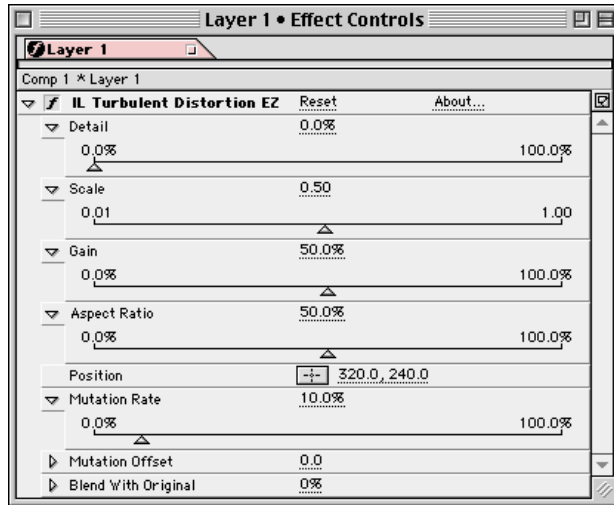 Layer 1 • Effect Controls
Layer 1
Comp 1 * Layer 1
IL Turbulent Distortion EZ Reset About...
Detail 0.0%
0.0% 100.0%
Scale 0.50
0.01 1.00
Gain 50.0%
0.0% 100.0%
Aspect Ratio 50.0%
0.0% 100.0%
Position 320.0, 240.0
Mutation Rate 10.0%
0.0% 100.0%
Mutation Offset 0.0
Blend With Original 0%